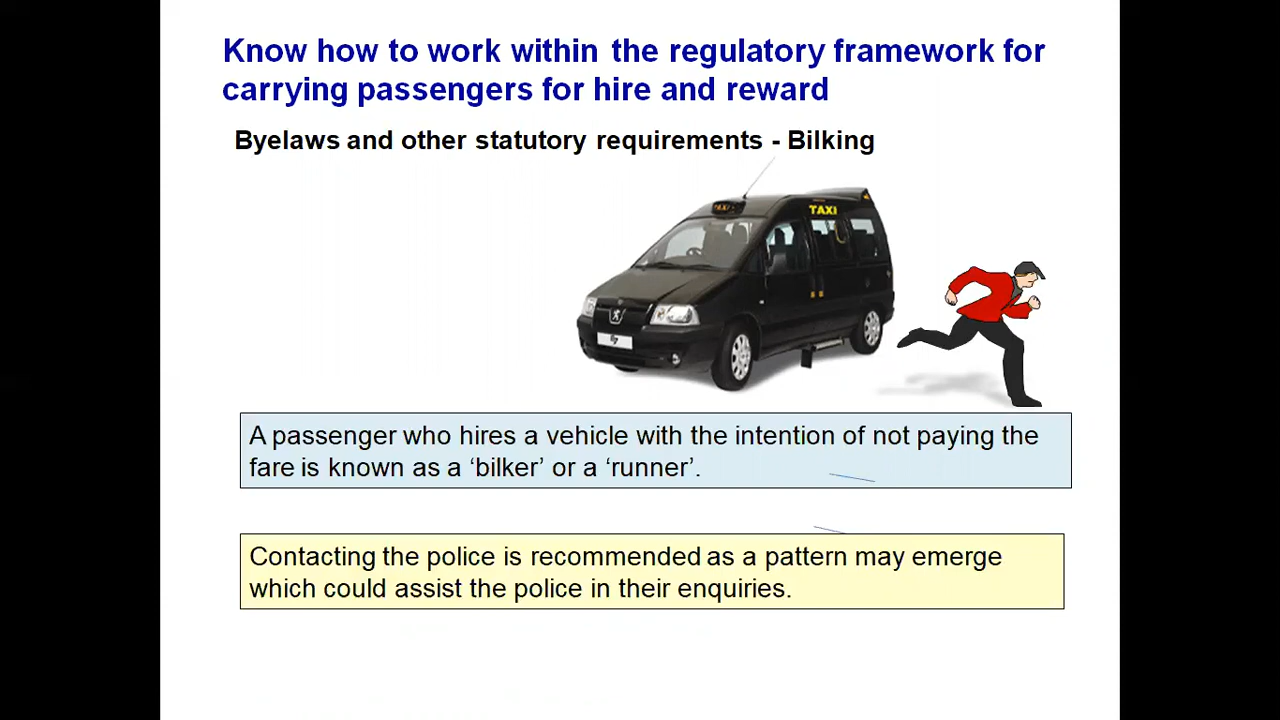 Know how to work within the regulatory framework for
carrying passengers for hire and reward
Byelaws and other statutory requirements - Bilking
TAXI
TAXI
A passenger who hires a vehicle with the intention of not paying the
fare is known as a ‘bilker’ or a ‘runner’.
Contacting the police is recommended as a pattern may emerge
which could assist the police in their enquiries.